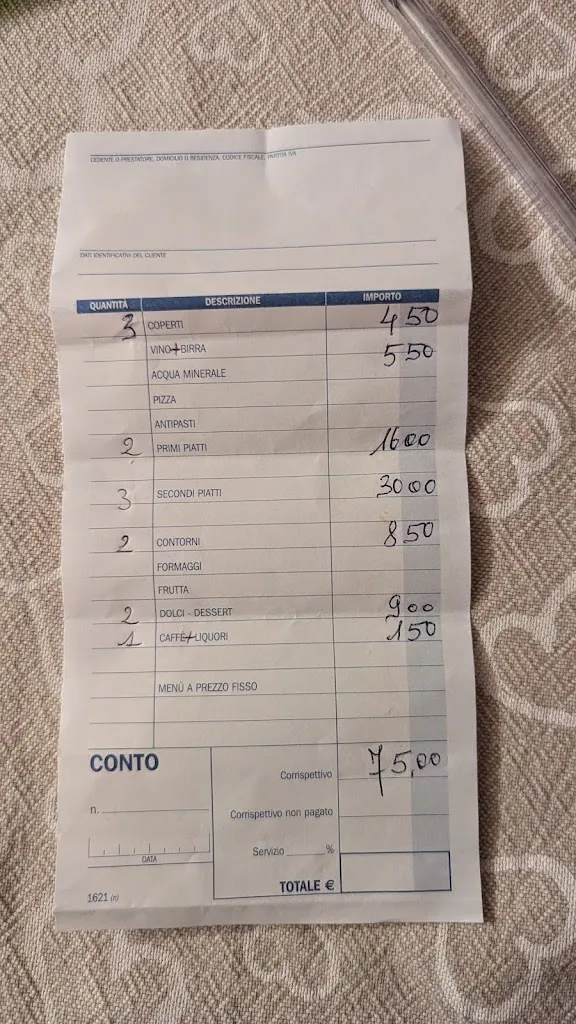 CEDENTE O PRESTATORE, DOMICILIO O RESIDENZA, CODICE FISCALE, PARTITA IVA
DATI IDENTIFICATIVI DEL CLIENTE
QUANTITÀ DESCRIZIONE IMPORTO
3 COPERTI 4 50
VINO+BIRRA 5 50
ACQUA MINERALE
PIZZA
ANTIPASTI
2 PRIMI PIATTI 16 00
3 SECONDI PIATTI 30 00
2 CONTORNI 8 50
FORMAGGI
FRUTTA
2 DOLCI - DESSERT 9 00
1 CAFFÈ+LIQUORI 1 50
MENÙ A PREZZO FISSO
CONTO
Corrispettivo 75,00
n.
Corrispettivo non pagato
Servizio ______%
DATA
TOTALE €
1621 (n)